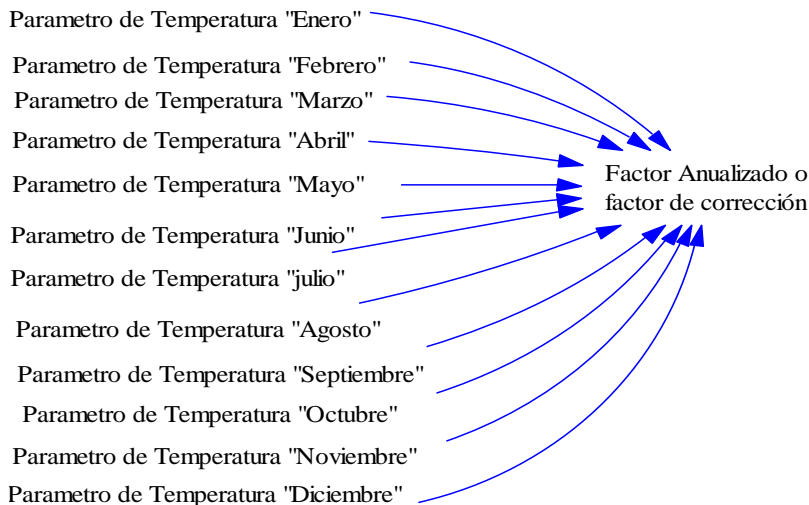 Parametro de Temperatura "Enero"
Parametro de Temperatura "Febrero"
Parametro de Temperatura "Marzo"
Parametro de Temperatura "Abril"
Parametro de Temperatura "Mayo"
Parametro de Temperatura "Junio"
Parametro de Temperatura "julio"
Parametro de Temperatura "Agosto"
Parametro de Temperatura "Septiembre"
Parametro de Temperatura "Octubre"
Parametro de Temperatura "Noviembre"
Parametro de Temperatura "Diciembre"
Factor Anualizado o
factor de corrección